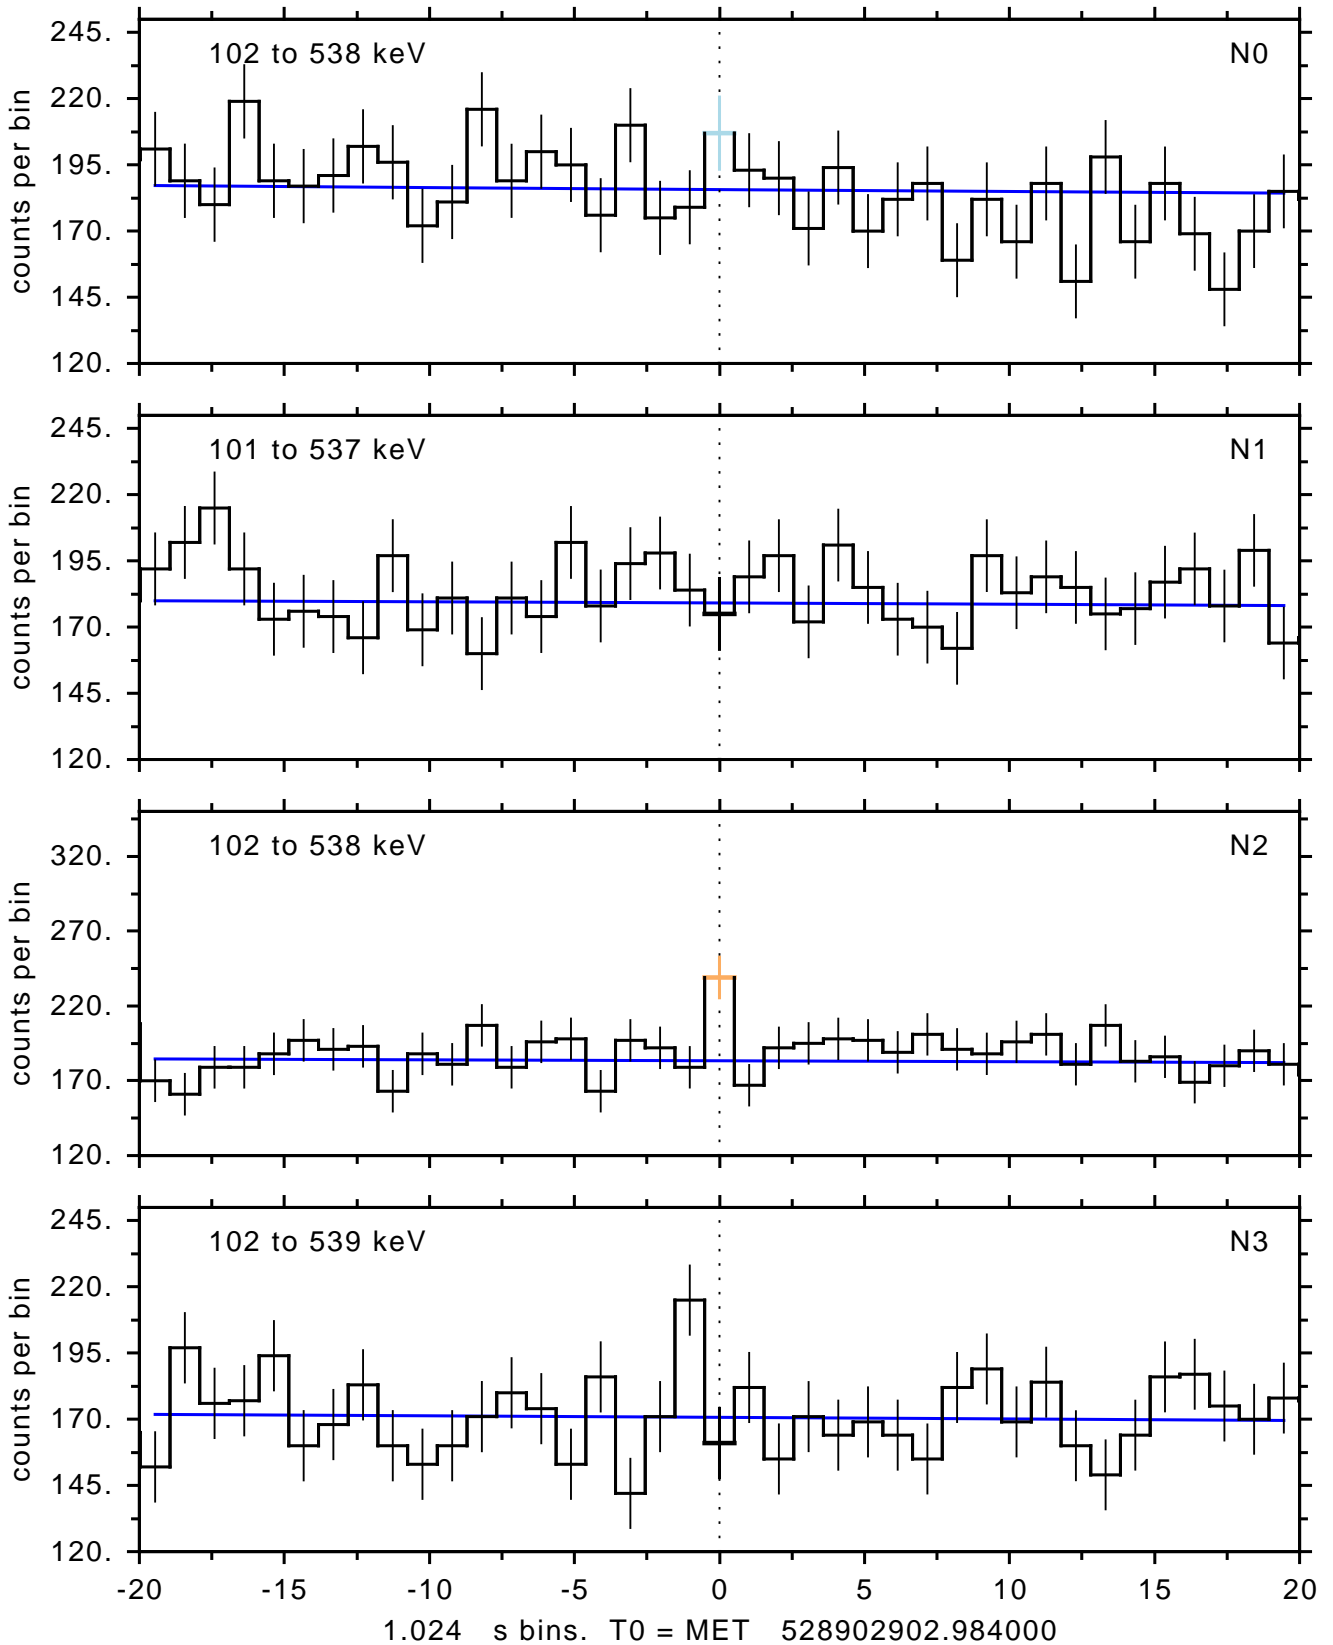 102 to 538 keV N0
245.
220.
195.
170.
145.
120.
counts per bin
101 to 537 keV N1
245.
220.
195.
170.
145.
120.
counts per bin
102 to 538 keV N2
320.
270.
220.
170.
120.
counts per bin
102 to 539 keV N3
245.
220.
195.
170.
145.
120.
counts per bin
-20 -15 -10 -5 0 5 10 15 20
1.024 s bins. T0 = MET 528902902.984000